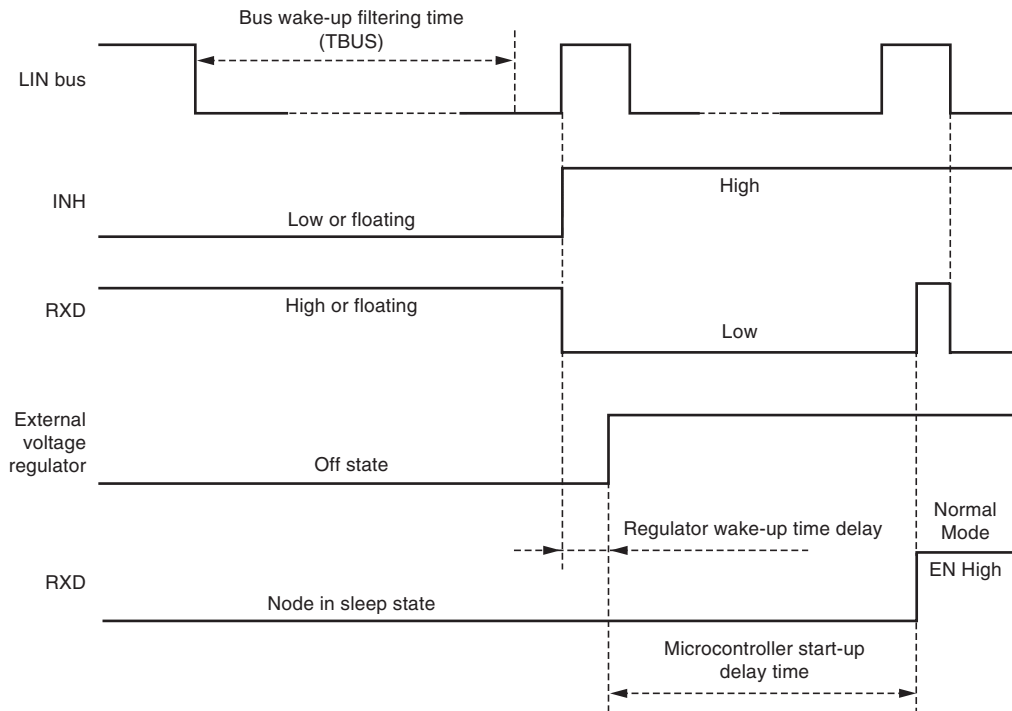 Bus wake-up filtering time
(TBUS)
LIN bus
INH
High
Low or floating
RXD
High or floating
Low
External
voltage
regulator
Off state
Regulator wake-up time delay
Normal
Mode
RXD
EN High
Node in sleep state
Microcontroller start-up
delay time